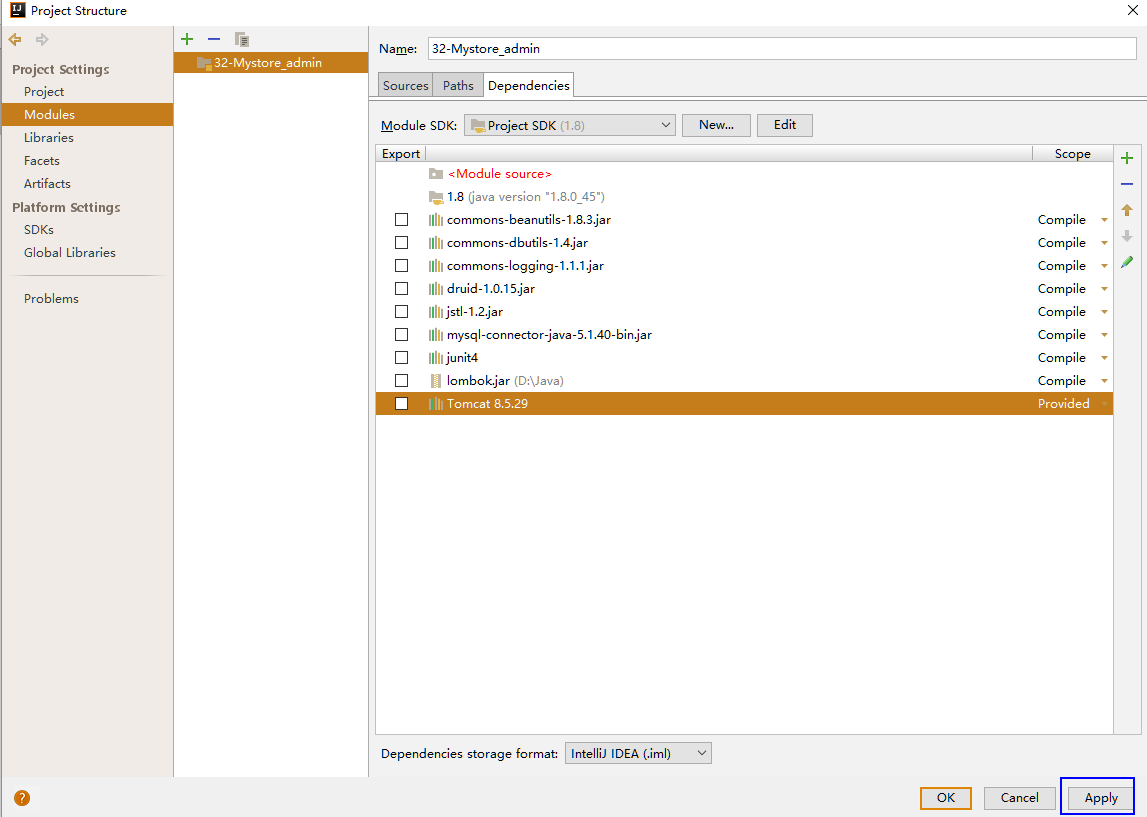 Project Structure
Project Settings
Project
Modules
Libraries
Facets
Artifacts
Platform Settings
SDKs
Global Libraries
Problems
32-Mystore_admin
Name: 32-Mystore_admin
Sources Paths Dependencies
Module SDK: Project SDK (1.8) New... Edit
Export Scope
<Module source>
1.8 (java version "1.8.0_45")
commons-beanutils-1.8.3.jar Compile
commons-dbutils-1.4.jar Compile
commons-logging-1.1.1.jar Compile
druid-1.0.15.jar Compile
jstl-1.2.jar Compile
mysql-connector-java-5.1.40-bin.jar Compile
junit4 Compile
lombok.jar (D:\Java) Compile
Tomcat 8.5.29 Provided
Dependencies storage format: IntelliJ IDEA (.iml)
? OK Cancel Apply